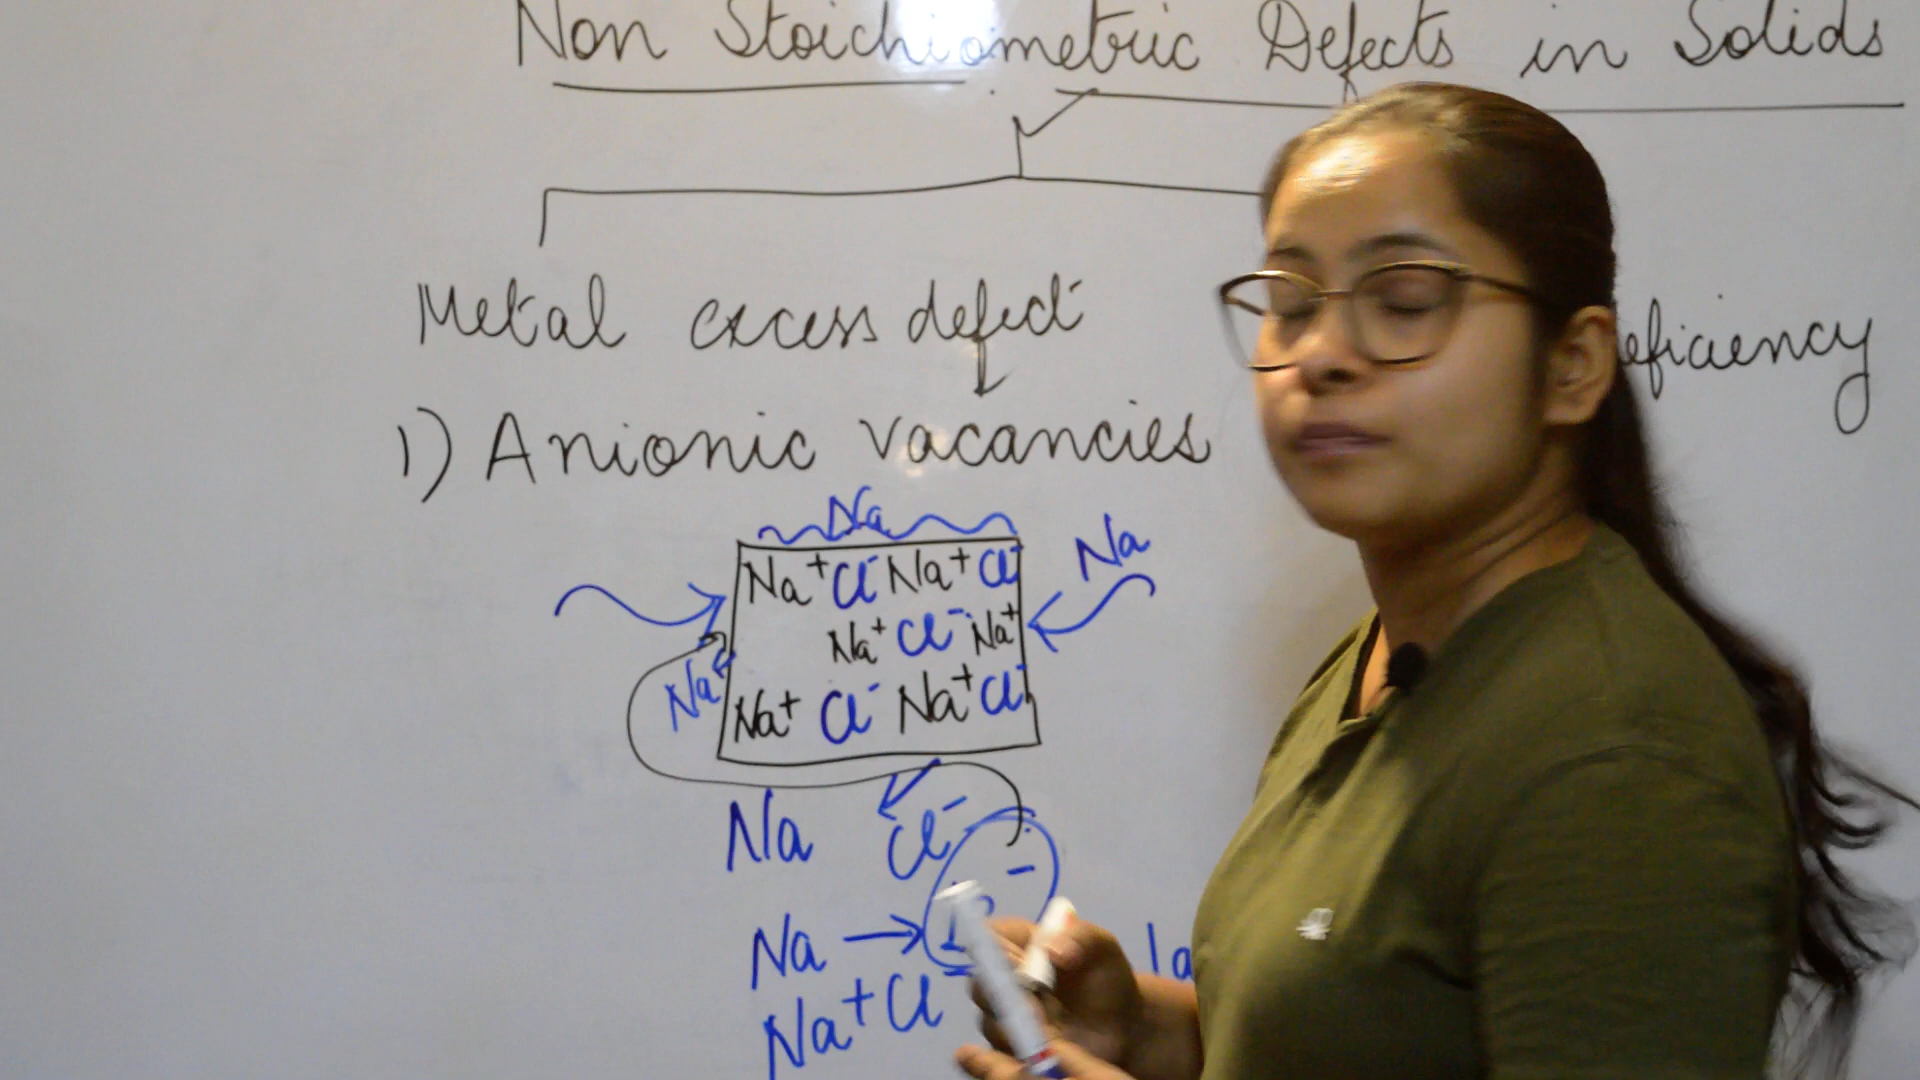 Non Stoichiometric Defects in Solids
Metal excess defect
eficiency
1) Anionic vacancies
Na
Na
Na⁺ Cl⁻ Na⁺ Cl⁻
Na⁺ Cl⁻ Na⁺
Na⁺
Na⁺ Cl⁻ Na⁺ Cl⁻
Na Cl⁻
Na →
Na⁺ Cl⁻